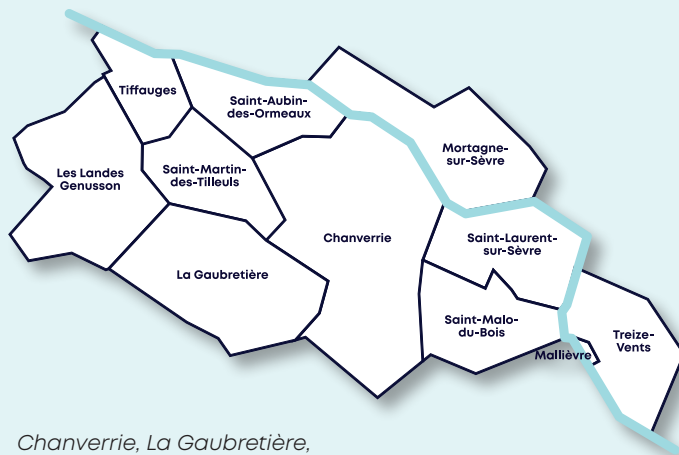 Tiffauges
Saint-Aubin-
des-Ormeaux
Mortagne-
sur-Sèvre
Les Landes
Genusson
Saint-Martin-
des-Tilleuls
Chanverrie
Saint-Laurent-
sur-Sèvre
La Gaubretière
Saint-Malo-
du-Bois
Mallièvre
Treize-
Vents
Chanverrie, La Gaubretière,